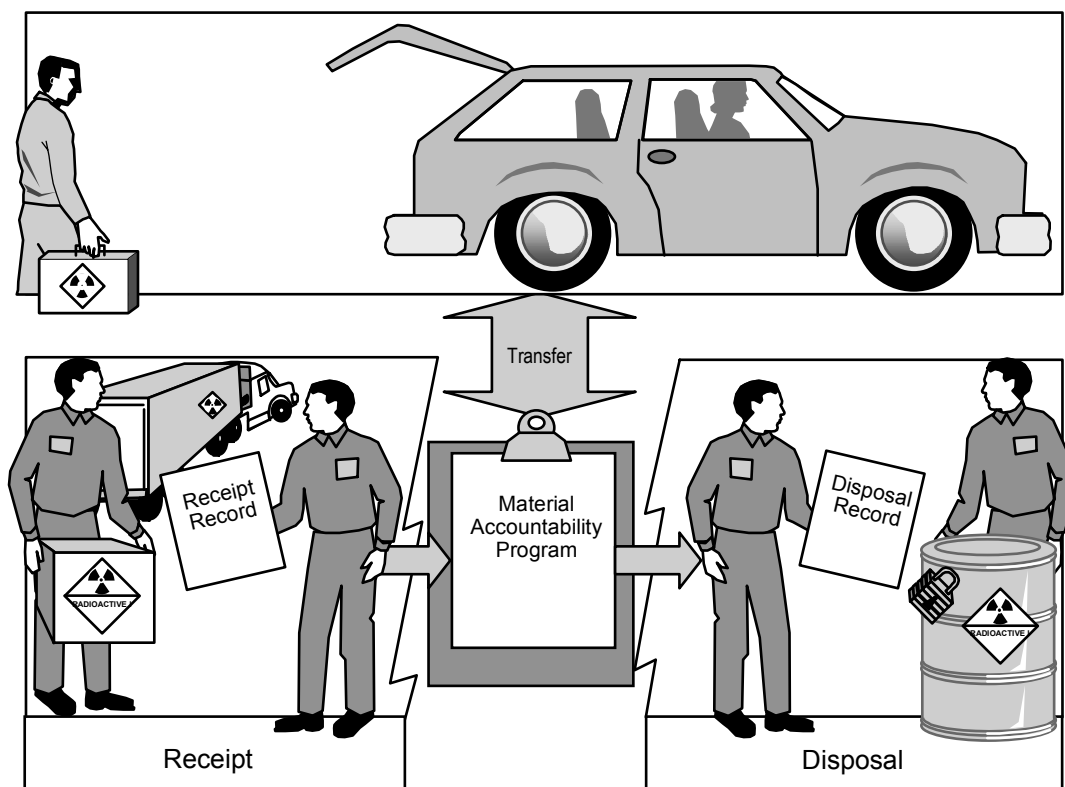 Transfer
Receipt
Record
RADIOACTIVE I
Material
Accountability
Program
Disposal
Record
RADIOACTIVE I
Receipt
Disposal